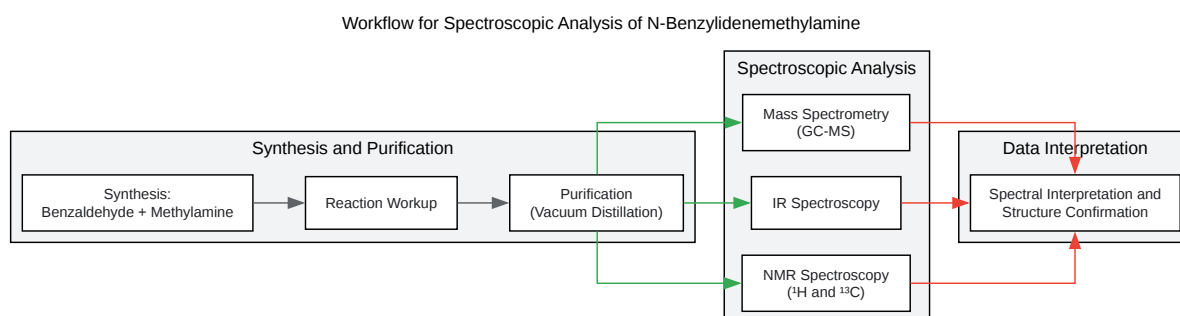 Workflow for Spectroscopic Analysis of N-Benzylidenemethylamine
Synthesis and Purification
Synthesis:
Benzaldehyde + Methylamine
Reaction Workup
Purification
(Vacuum Distillation)
Spectroscopic Analysis
Mass Spectrometry
(GC-MS)
IR Spectroscopy
NMR Spectroscopy
(¹H and ¹³C)
Data Interpretation
Spectral Interpretation and
Structure Confirmation